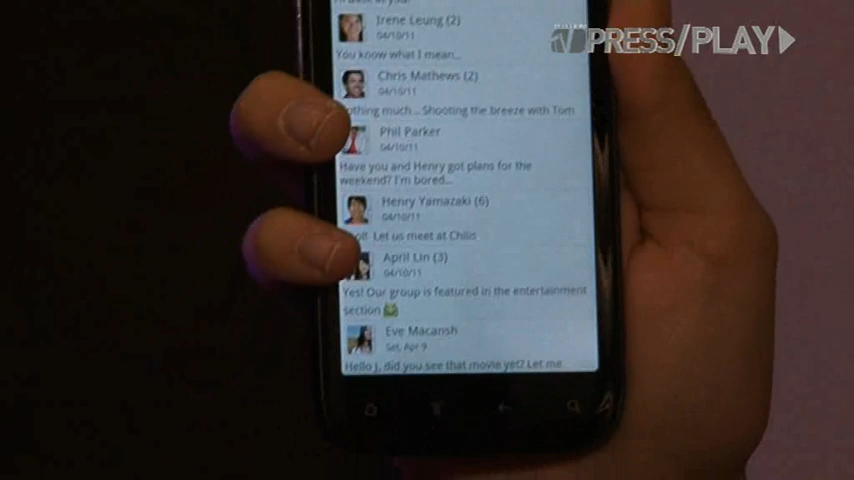 Irene Leung (2)
04/10/11
You know what I mean...
Chris Mathews (2)
04/10/11
othing much... Shooting the breeze with Tom
Phil Parker
04/10/11
Have you and Henry got plans for the
weekend? I'm bored...
Henry Yamazaki (6)
04/10/11
Let us meet at Chilis
April Lin (3)
04/10/11
Yes! Our group is featured in the entertainment
section
Eve Macansh
Sat, Apr 9
Hello J, did you see that movie yet? Let me
PRESS/PLAY